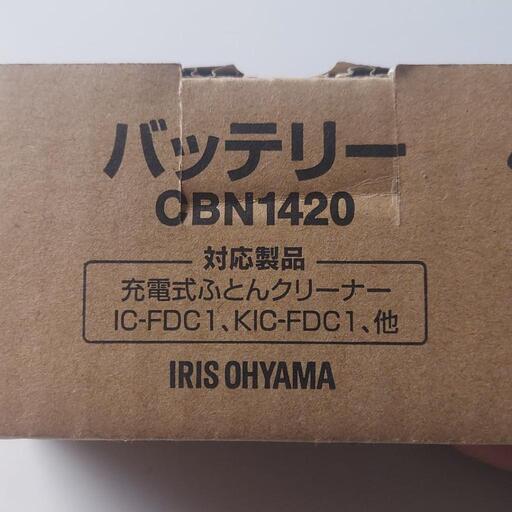 バッテリー
CBN1420
対応製品
充電式ふとんクリーナー
IC-FDC1、KIC-FDC1、他
IRIS OHYAMA